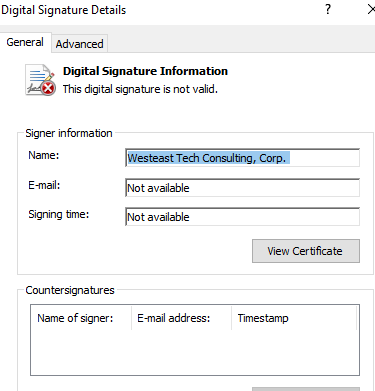 Digital Signature Details ? X
General Advanced
Digital Signature Information
This digital signature is not valid.
Signer information
Name: Westeast Tech Consulting, Corp.
E-mail: Not available
Signing time: Not available
View Certificate
Countersignatures
Name of signer: E-mail address: Timestamp